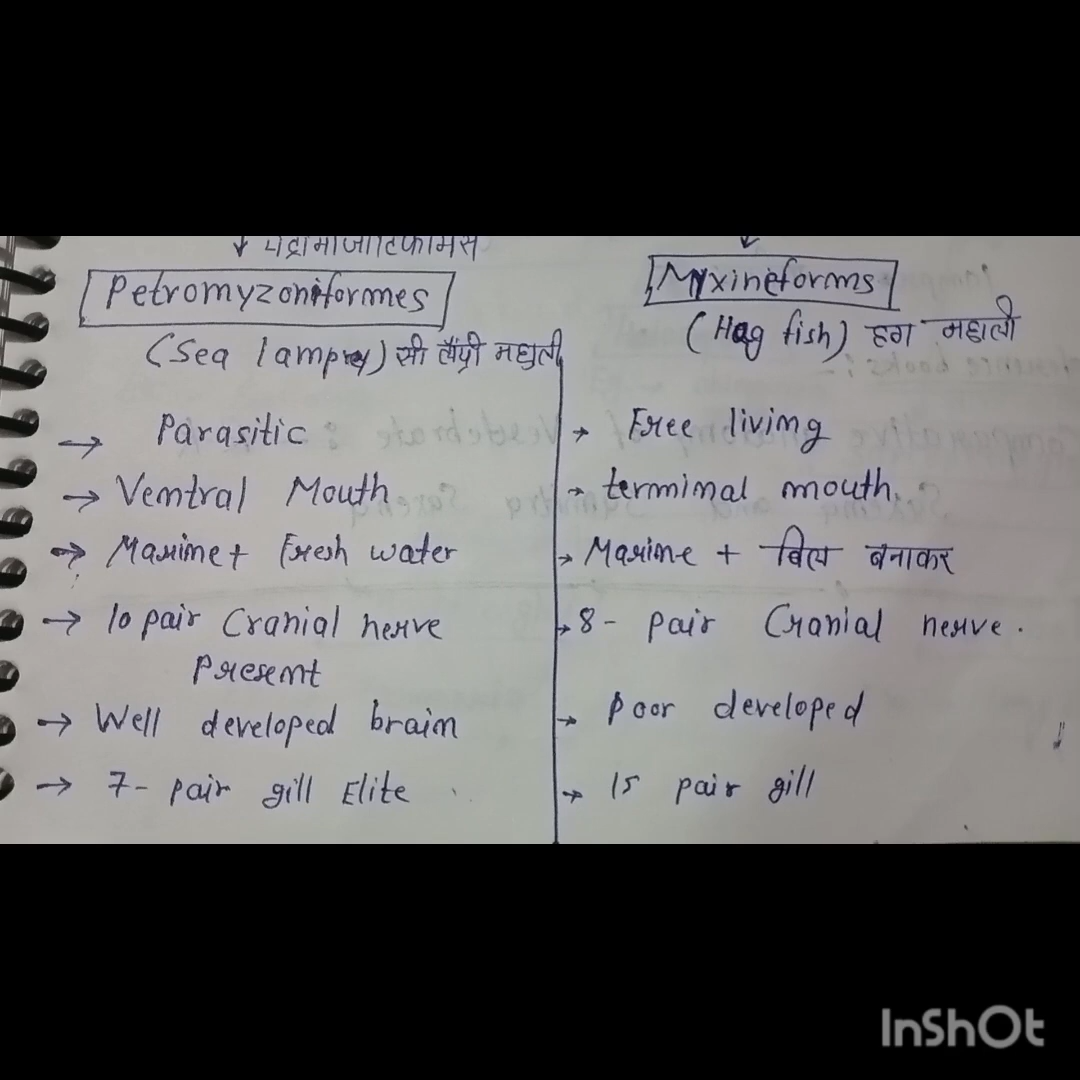 Petromyzoniformes
(Sea lamprey) सी लैंप्री मछली
→ Parasitic
→ Ventral Mouth
→ Marine + Fresh water
→ 10 pair Cranial nerve
Present
→ Well developed brain
→ 7- pair gill Elite
Myxineforms
(Hag fish) हग मछली
→ Free living
→ terminal mouth,
→ Marine + बिल बनाकर
→ 8- pair Cranial nerve.
→ Poor developed
→ 15 pair gill
InShOt